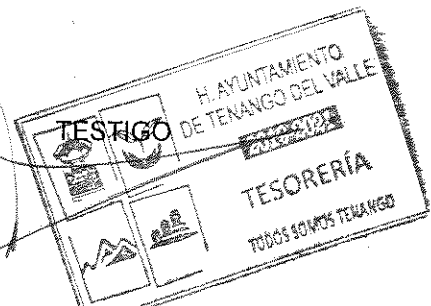 TESTIGO
H. AYUNTAMIENTO
DE TENANGO DEL VALLE
TESORERÍA
TODOS SOMOS TENANGO